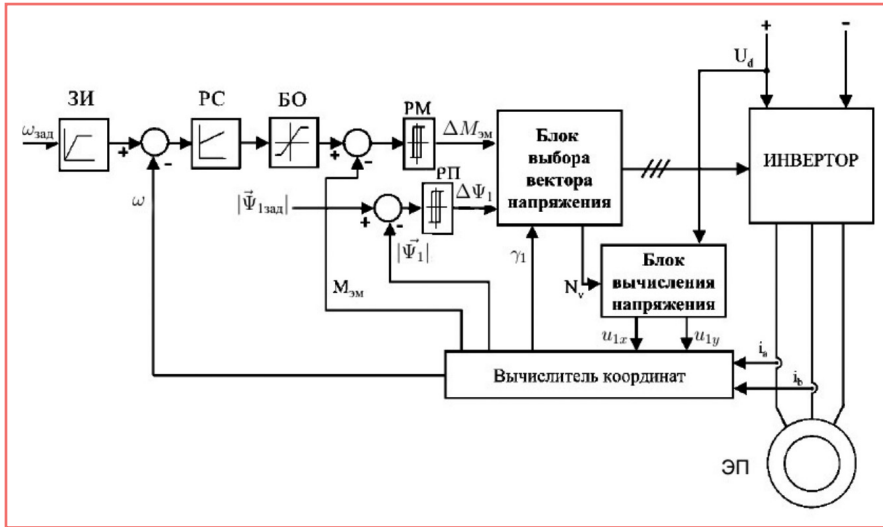 +
-
U_d
ЗИ
РС
БО
РМ
ω_зад
+
-
+
-
ΔM_эм
Блок
выбора
вектора
напряжения
ИНВЕРТОР
РП
ΔΨ_1
ω
|Ψ⃗_1зад|
+
-
|Ψ⃗_1|
γ_1
N_v
Блок
вычисления
напряжения
M_эм
u_1x
u_1y
i_a
i_b
Вычислитель координат
ЭП